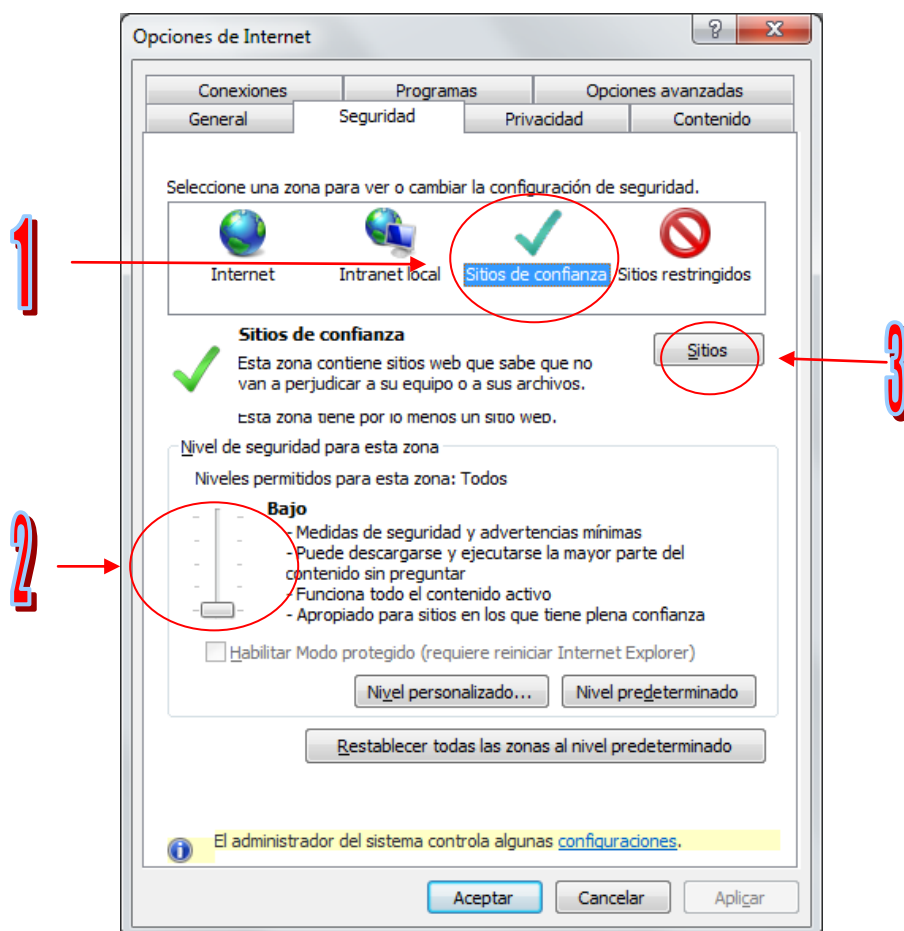 Opciones de Internet
Conexiones Programas Opciones avanzadas
General Seguridad Privacidad Contenido
Seleccione una zona para ver o cambiar la configuración de seguridad.
1
Internet Intranet local Sitios de confianza Sitios restringidos
Sitios de confianza
Sitios
Esta zona contiene sitios web que sabe que no
van a perjudicar a su equipo o a sus archivos.
3
Esta zona tiene por lo menos un sitio web.
Nivel de seguridad para esta zona
Niveles permitidos para esta zona: Todos
2
Bajo
- Medidas de seguridad y advertencias mínimas
- Puede descargarse y ejecutarse la mayor parte del
contenido sin preguntar
- Funciona todo el contenido activo
- Apropiado para sitios en los que tiene plena confianza
Habilitar Modo protegido (requiere reiniciar Internet Explorer)
Nivel personalizado... Nivel predeterminado
Restablecer todas las zonas al nivel predeterminado
El administrador del sistema controla algunas configuraciones.
Aceptar Cancelar Aplicar